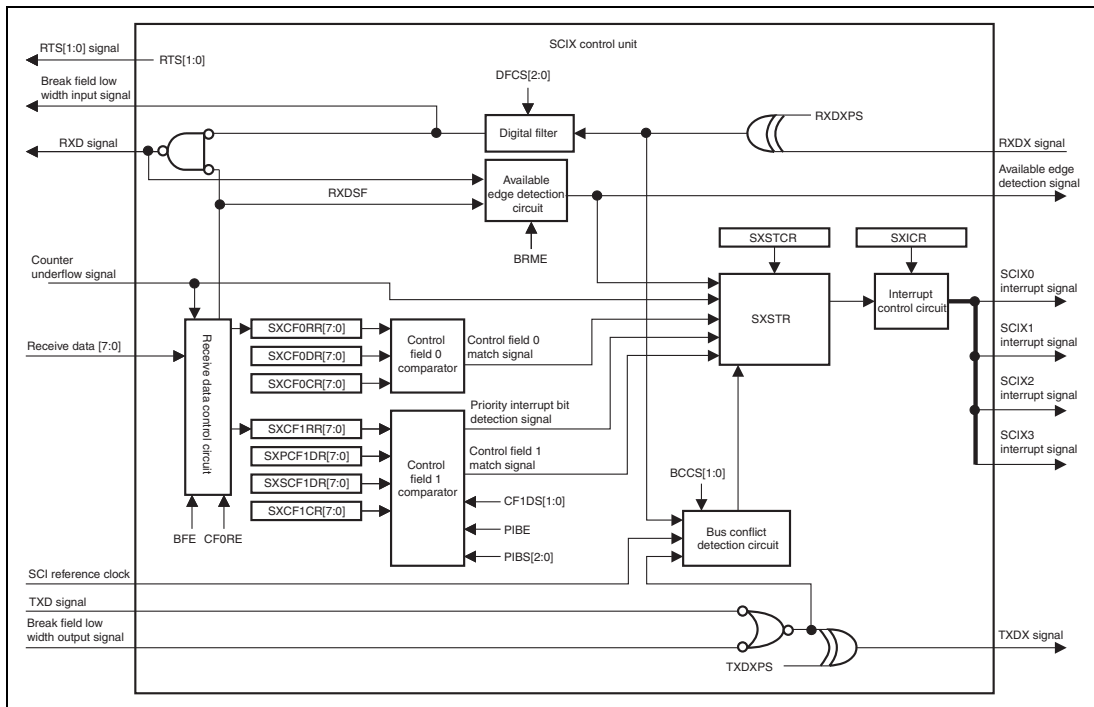 SCIX control unit
RTS[1:0] signal
RTS[1:0]
Break field low
width input signal
DFCS[2:0]
Digital filter
RXDXPS
RXD signal
RXDX signal
RXDSF
Available
edge detection
circuit
Available edge
detection signal
BRME
SXSTCR
SXICR
Counter
underflow signal
SXSTR
Interrupt
control circuit
SCIX0
interrupt signal
SCIX1
interrupt signal
SCIX2
interrupt signal
SCIX3
interrupt signal
Receive data [7:0]
Receive data control circuit
SXCF0RR[7:0]
SXCF0DR[7:0]
SXCF0CR[7:0]
Control
field 0
comparator
Control field 0
match signal
Priority interrupt bit
detection signal
SXCF1RR[7:0]
SXPCF1DR[7:0]
SXSCF1DR[7:0]
SXCF1CR[7:0]
Control
field 1
comparator
Control field 1
match signal
CF1DS[1:0]
PIBE
PIBS[2:0]
BFE
CF0RE
BCCS[1:0]
Bus conflict
detection circuit
SCI reference clock
TXD signal
Break field low
width output signal
TXDXPS
TXDX signal